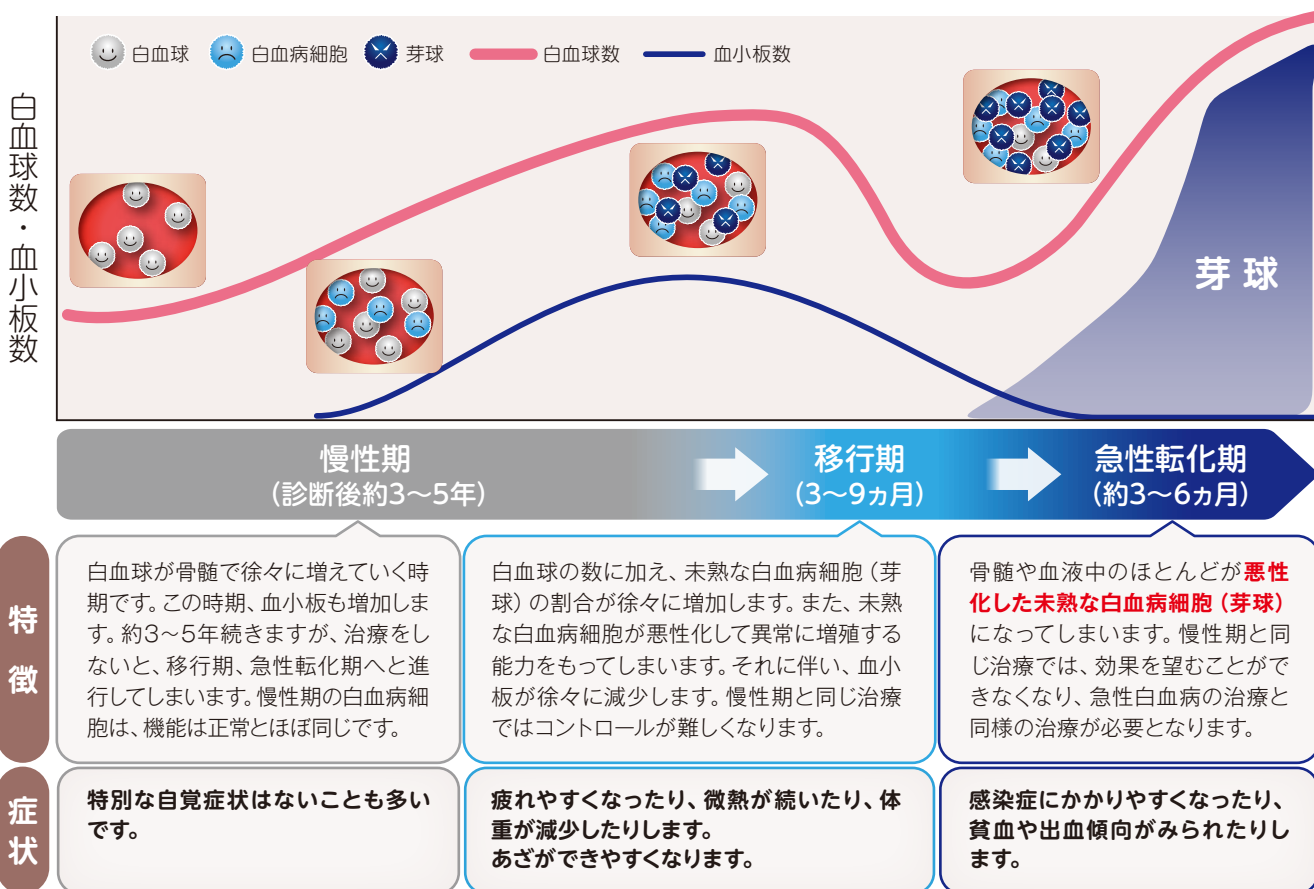 白血球 白血病細胞 芽球 白血球数 血小板数
白血球数・血小板数
芽球
慢性期
(診断後約3〜5年)
移行期
(3〜9ヵ月)
急性転化期
(約3〜6ヵ月)
特徴
白血球が骨髄で徐々に増えていく時
期です。この時期、血小板も増加しま
す。約3〜5年続きますが、治療をし
ないと、移行期、急性転化期へと進
行してしまいます。慢性期の白血病細
胞は、機能は正常とほぼ同じです。
白血球の数に加え、未熟な白血病細胞（芽
球）の割合が徐々に増加します。また、未熟
な白血病細胞が悪性化して異常に増殖する
能力をもってしまいます。それに伴い、血小
板が徐々に減少します。慢性期と同じ治療
ではコントロールが難しくなります。
骨髄や血液中のほとんどが悪性
化した未熟な白血病細胞（芽球）
になってしまいます。慢性期と同
じ治療では、効果を望むことがで
きなくなり、急性白血病の治療と
同様の治療が必要となります。
症状
特別な自覚症状はないことも多い
です。
疲れやすくなったり、微熱が続いたり、体
重が減少したりします。
あざができやすくなります。
感染症にかかりやすくなったり、
貧血や出血傾向がみられたりし
ます。